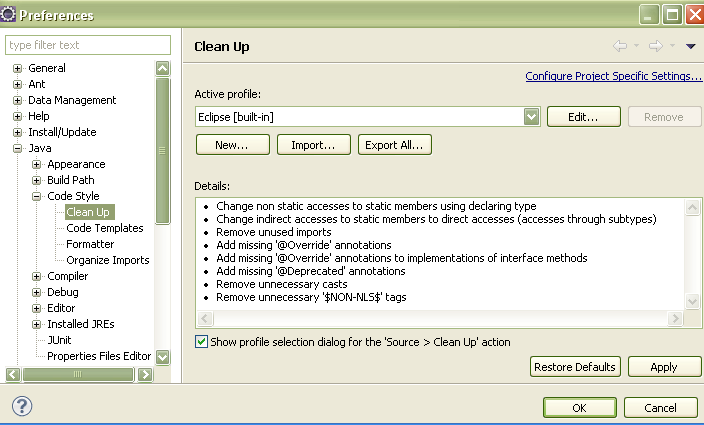 Preferences
type filter text
General
Ant
Data Management
Help
Install/Update
Java
Appearance
Build Path
Code Style
Clean Up
Code Templates
Formatter
Organize Imports
Compiler
Debug
Editor
Installed JREs
JUnit
Properties Files Editor
Clean Up
Configure Project Specific Settings...
Active profile:
Eclipse [built-in]
Edit...
Remove
New...
Import...
Export All...
Details:
• Change non static accesses to static members using declaring type
• Change indirect accesses to static members to direct accesses (accesses through subtypes)
• Remove unused imports
• Add missing '@Override' annotations
• Add missing '@Override' annotations to implementations of interface methods
• Add missing '@Deprecated' annotations
• Remove unnecessary casts
• Remove unnecessary '$NON-NLS$' tags
Show profile selection dialog for the 'Source > Clean Up' action
Restore Defaults
Apply
?
OK
Cancel